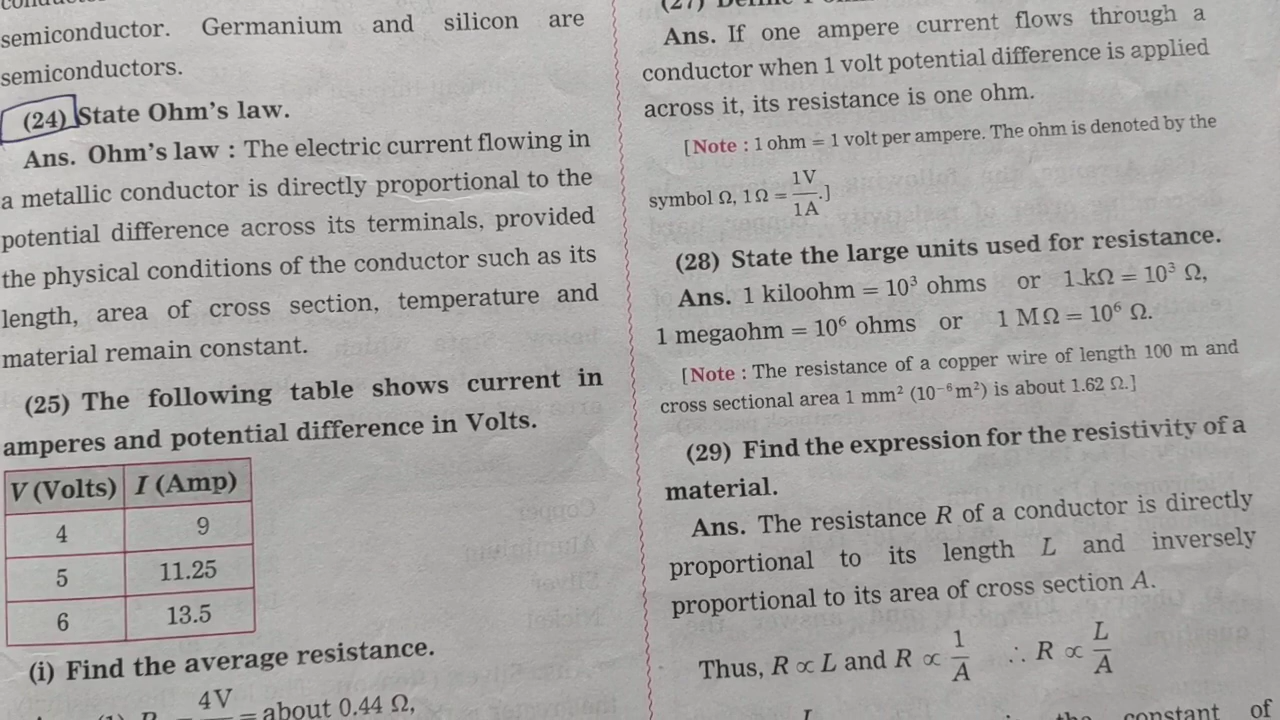 semiconductor. Germanium and silicon are
semiconductors.
(24) State Ohm's law.
Ans. Ohm's law : The electric current flowing in
a metallic conductor is directly proportional to the
potential difference across its terminals, provided
the physical conditions of the conductor such as its
length, area of cross section, temperature and
material remain constant.
(25) The following table shows current in
amperes and potential difference in Volts.
V (Volts) I (Amp)
4 9
5 11.25
6 13.5
(i) Find the average resistance.
4 V
= about 0.44 Ω,
(27)
Ans. If one ampere current flows through a
conductor when 1 volt potential difference is applied
across it, its resistance is one ohm.
[Note : 1 ohm = 1 volt per ampere. The ohm is denoted by the
symbol Ω, 1 Ω = 1 V / 1 A .]
(28) State the large units used for resistance.
Ans. 1 kiloohm = 10³ ohms or 1 kΩ = 10³ Ω,
1 megaohm = 10⁶ ohms or 1 MΩ = 10⁶ Ω.
[Note : The resistance of a copper wire of length 100 m and
cross sectional area 1 mm² (10⁻⁶ m²) is about 1.62 Ω.]
(29) Find the expression for the resistivity of a
material.
Ans. The resistance R of a conductor is directly
proportional to its length L and inversely
proportional to its area of cross section A.
Thus, R ∝ L and R ∝ 1/A ∴ R ∝ L/A
constant of